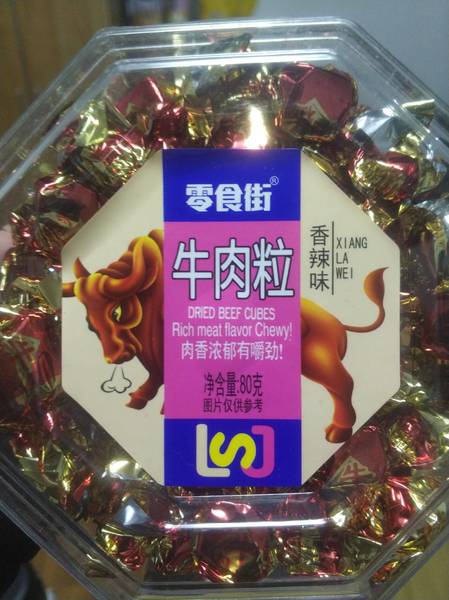 零食街®
牛肉粒
香辣味
XIANG
LA
WEI
DRIED BEEF CUBES
Rich meat flavor Chewy!
肉香浓郁有嚼劲!
净含量:80克
图片仅供参考
LSJ
牛